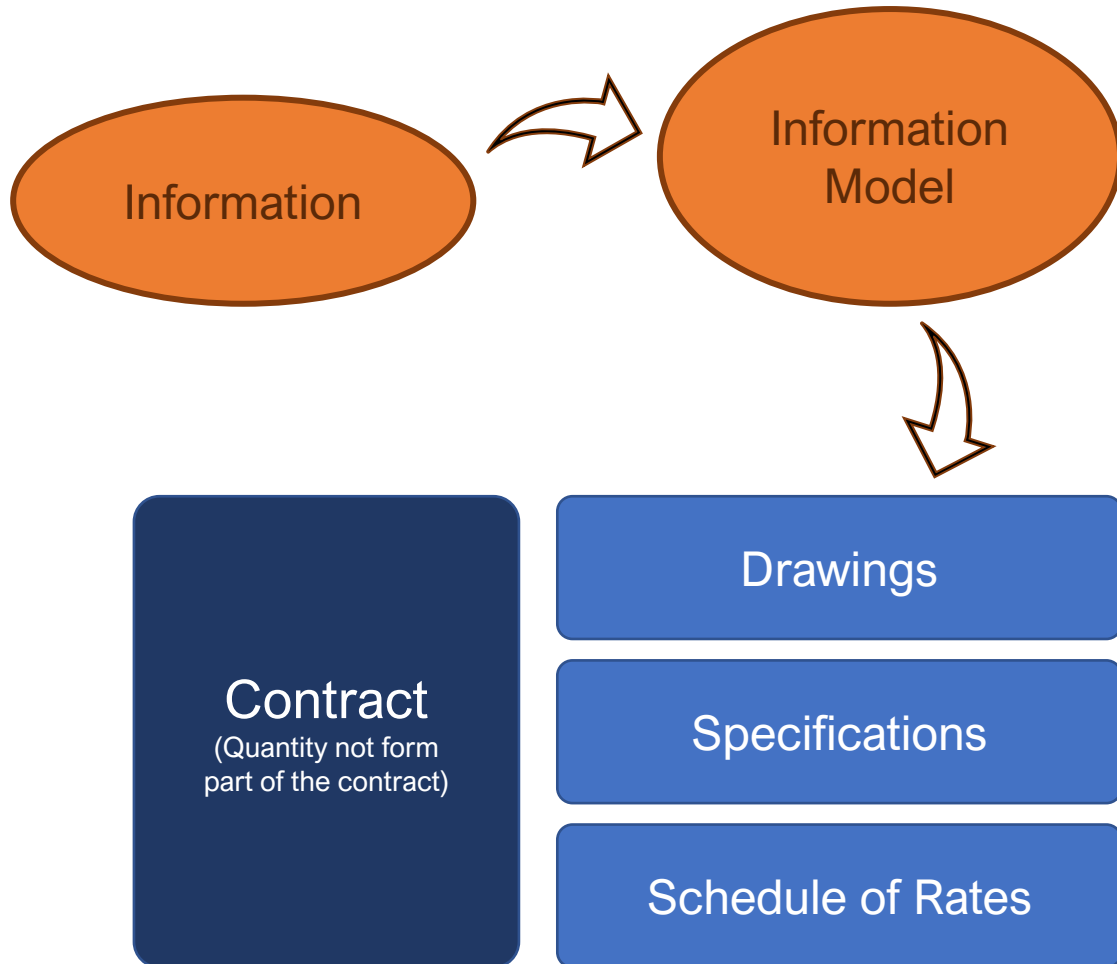 Information
Information
Model
Contract
(Quantity not form
part of the contract)
Drawings
Specifications
Schedule of Rates